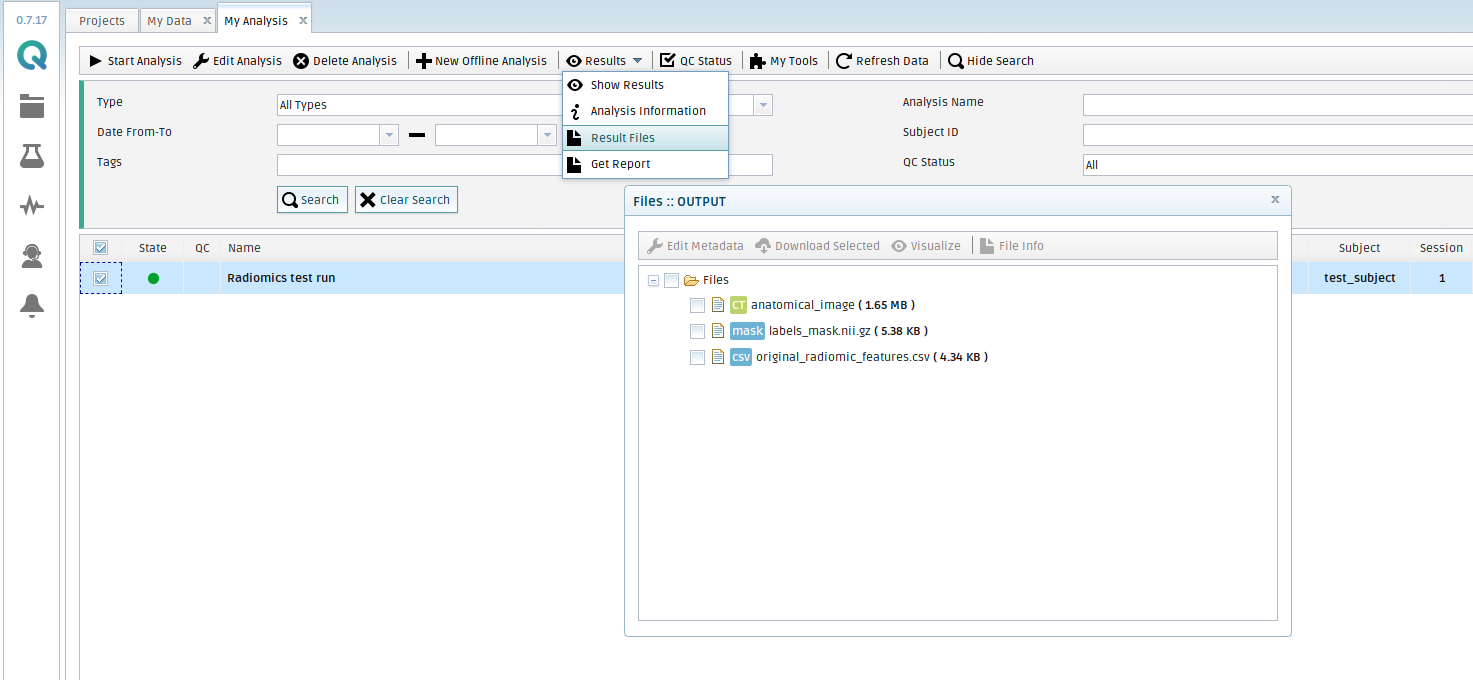 0.7.17
Projects My Data x My Analysis x
Start Analysis Edit Analysis Delete Analysis New Offline Analysis Results QC Status My Tools Refresh Data Hide Search
Show Results
Analysis Information
Result Files
Get Report
Type All Types Analysis Name
Date From-To Subject ID
Tags QC Status All
Search Clear Search
Files :: OUTPUT x
Edit Metadata Download Selected Visualize File Info
Files
CT anatomical_image ( 1.65 MB )
mask labels_mask.nii.gz ( 5.38 KB )
csv original_radiomic_features.csv ( 4.34 KB )
State QC Name Subject Session
Radiomics test run test_subject 1